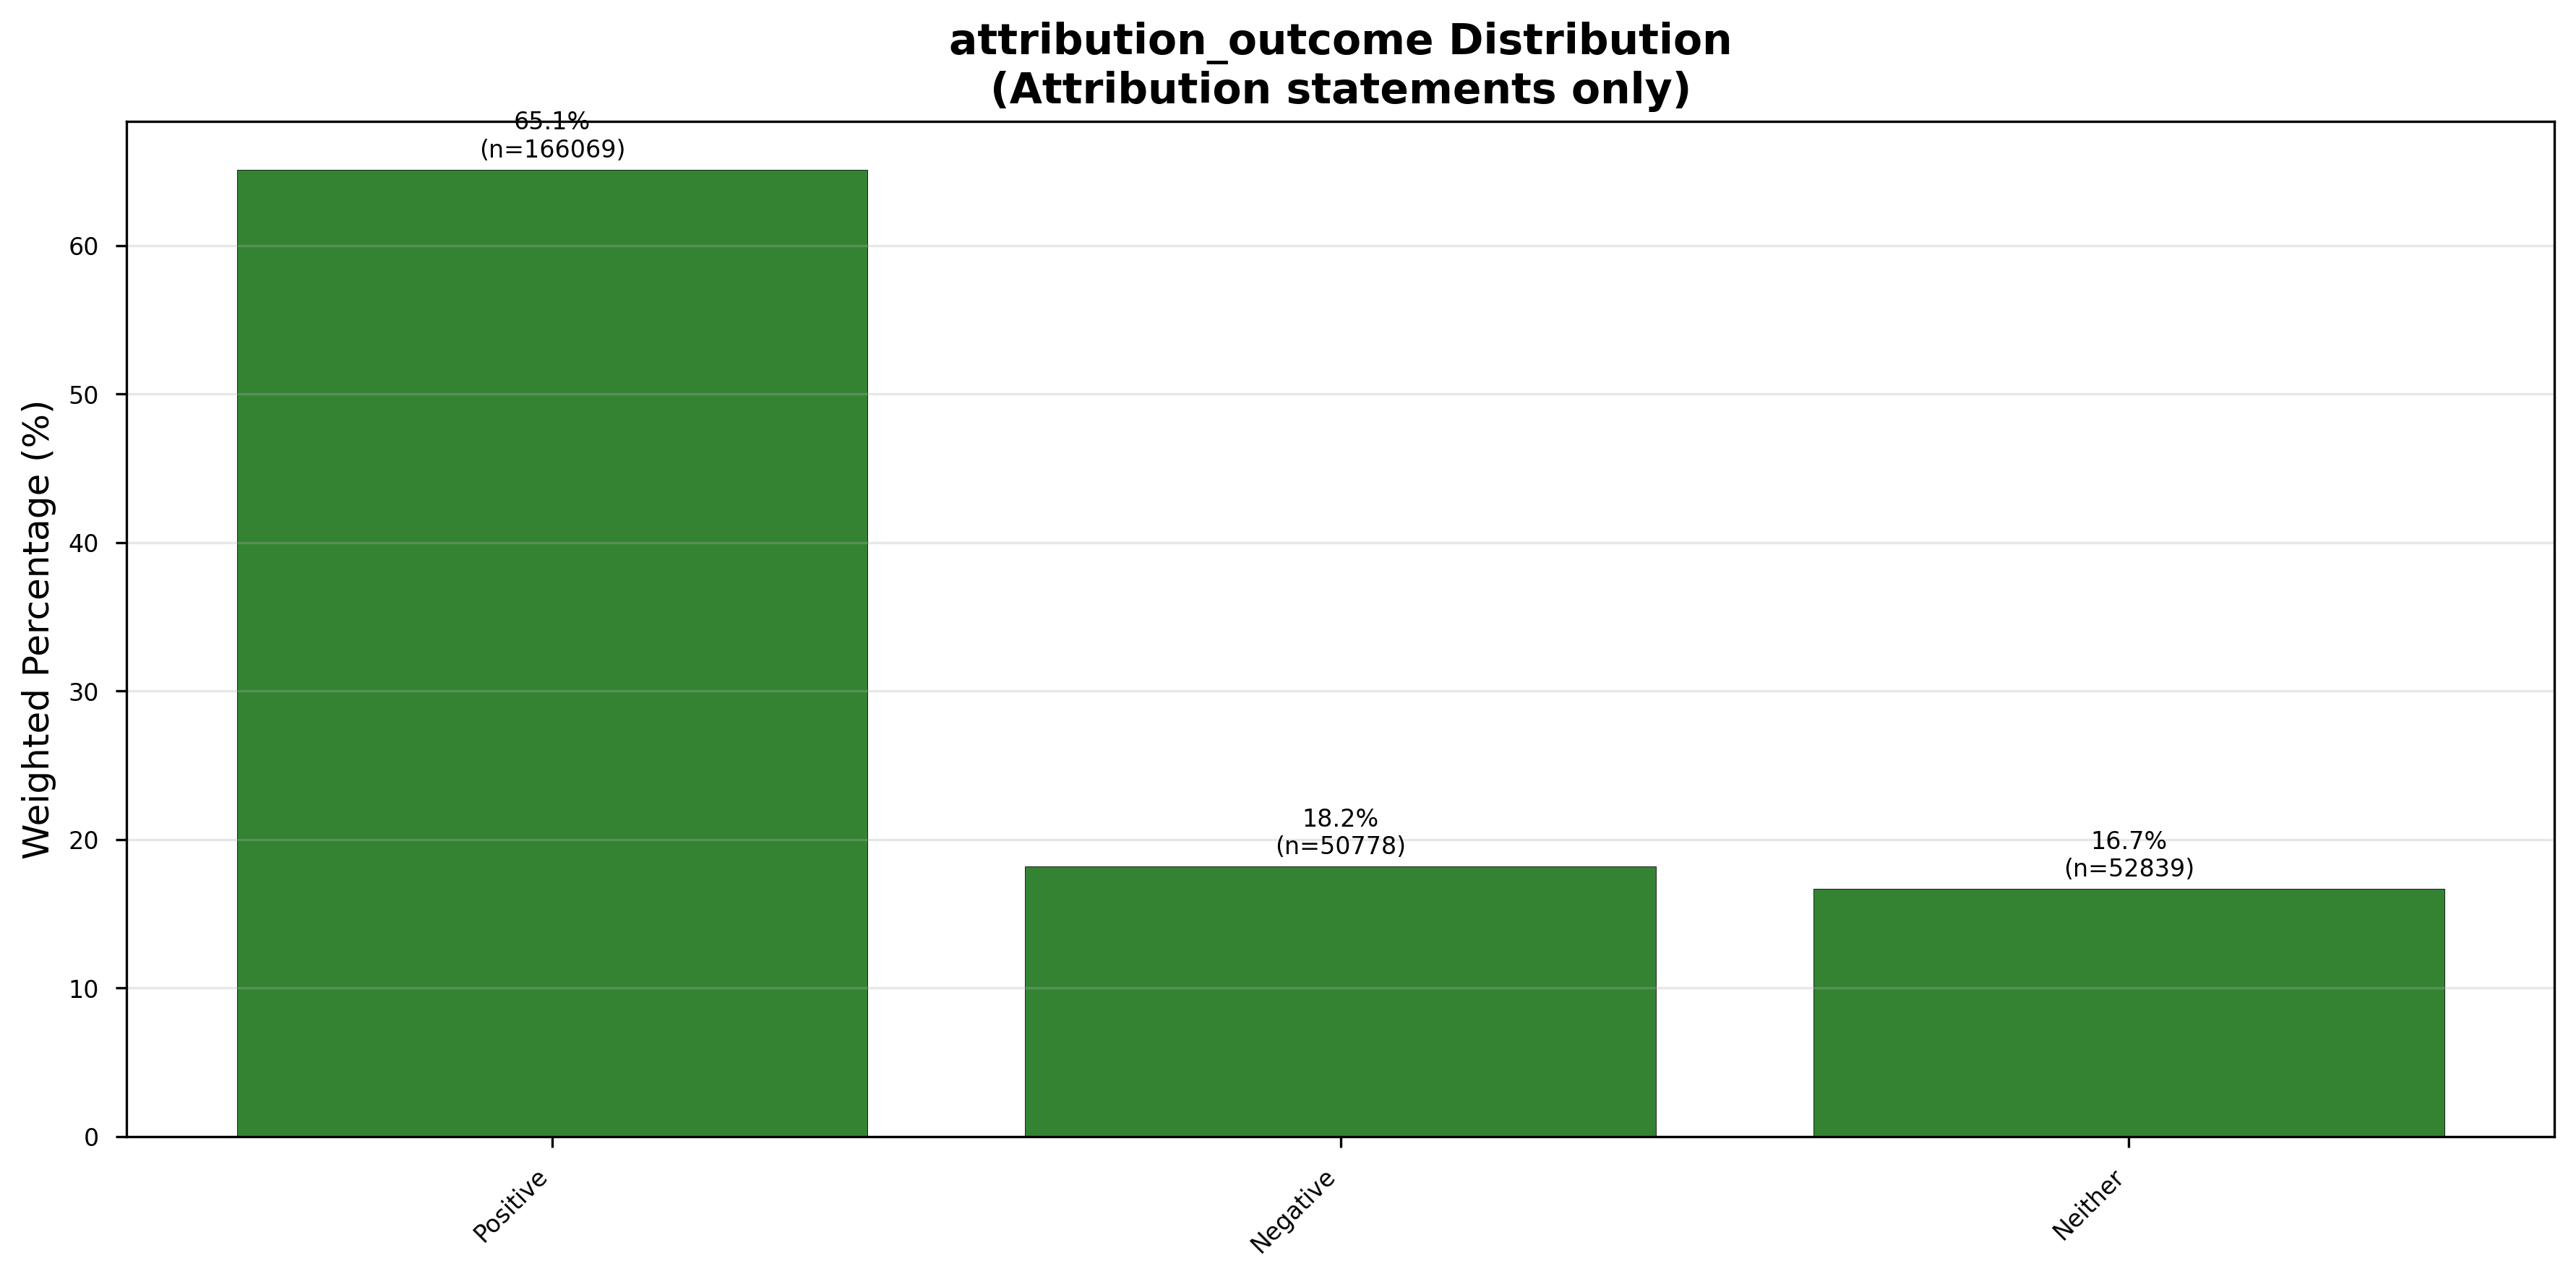 attribution_outcome Distribution
(Attribution statements only)
65.1%
(n=166069)
18.2%
(n=50778)
16.7%
(n=52839)
Weighted Percentage (%)
60
50
40
30
20
10
0
Positive
Negative
Neither